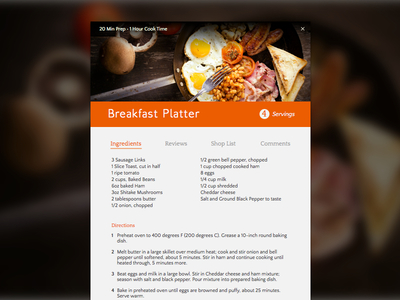 20 Min Prep - 1 Hour Cook Time
Breakfast Platter
4 Servings
Ingredients Reviews Shop List Comments
3 Sausage Links
1 Slice Toast, cut in half
1 ripe tomato
2 cups, Baked Beans
6oz baked Ham
3oz Shitake Mushrooms
2 tablespoons butter
1/2 onion, chopped
1/2 green bell pepper, chopped
1 cup chopped cooked ham
8 eggs
1/4 cup milk
1/2 cup shredded
Cheddar cheese
Salt and Ground Black Pepper to taste
Directions
1 Preheat oven to 400 degrees F (200 degrees C). Grease a 10-inch round baking
dish.
2 Melt butter in a large skillet over medium heat; cook and stir onion and bell
pepper until softened, about 5 minutes. Stir in ham and continue cooking until
heated through, 5 minutes more.
3 Beat eggs and milk in a large bowl. Stir in Cheddar cheese and ham mixture;
season with salt and black pepper. Pour mixture into prepared baking dish.
4 Bake in preheated oven until eggs are browned and puffy, about 25 minutes.
Serve warm.